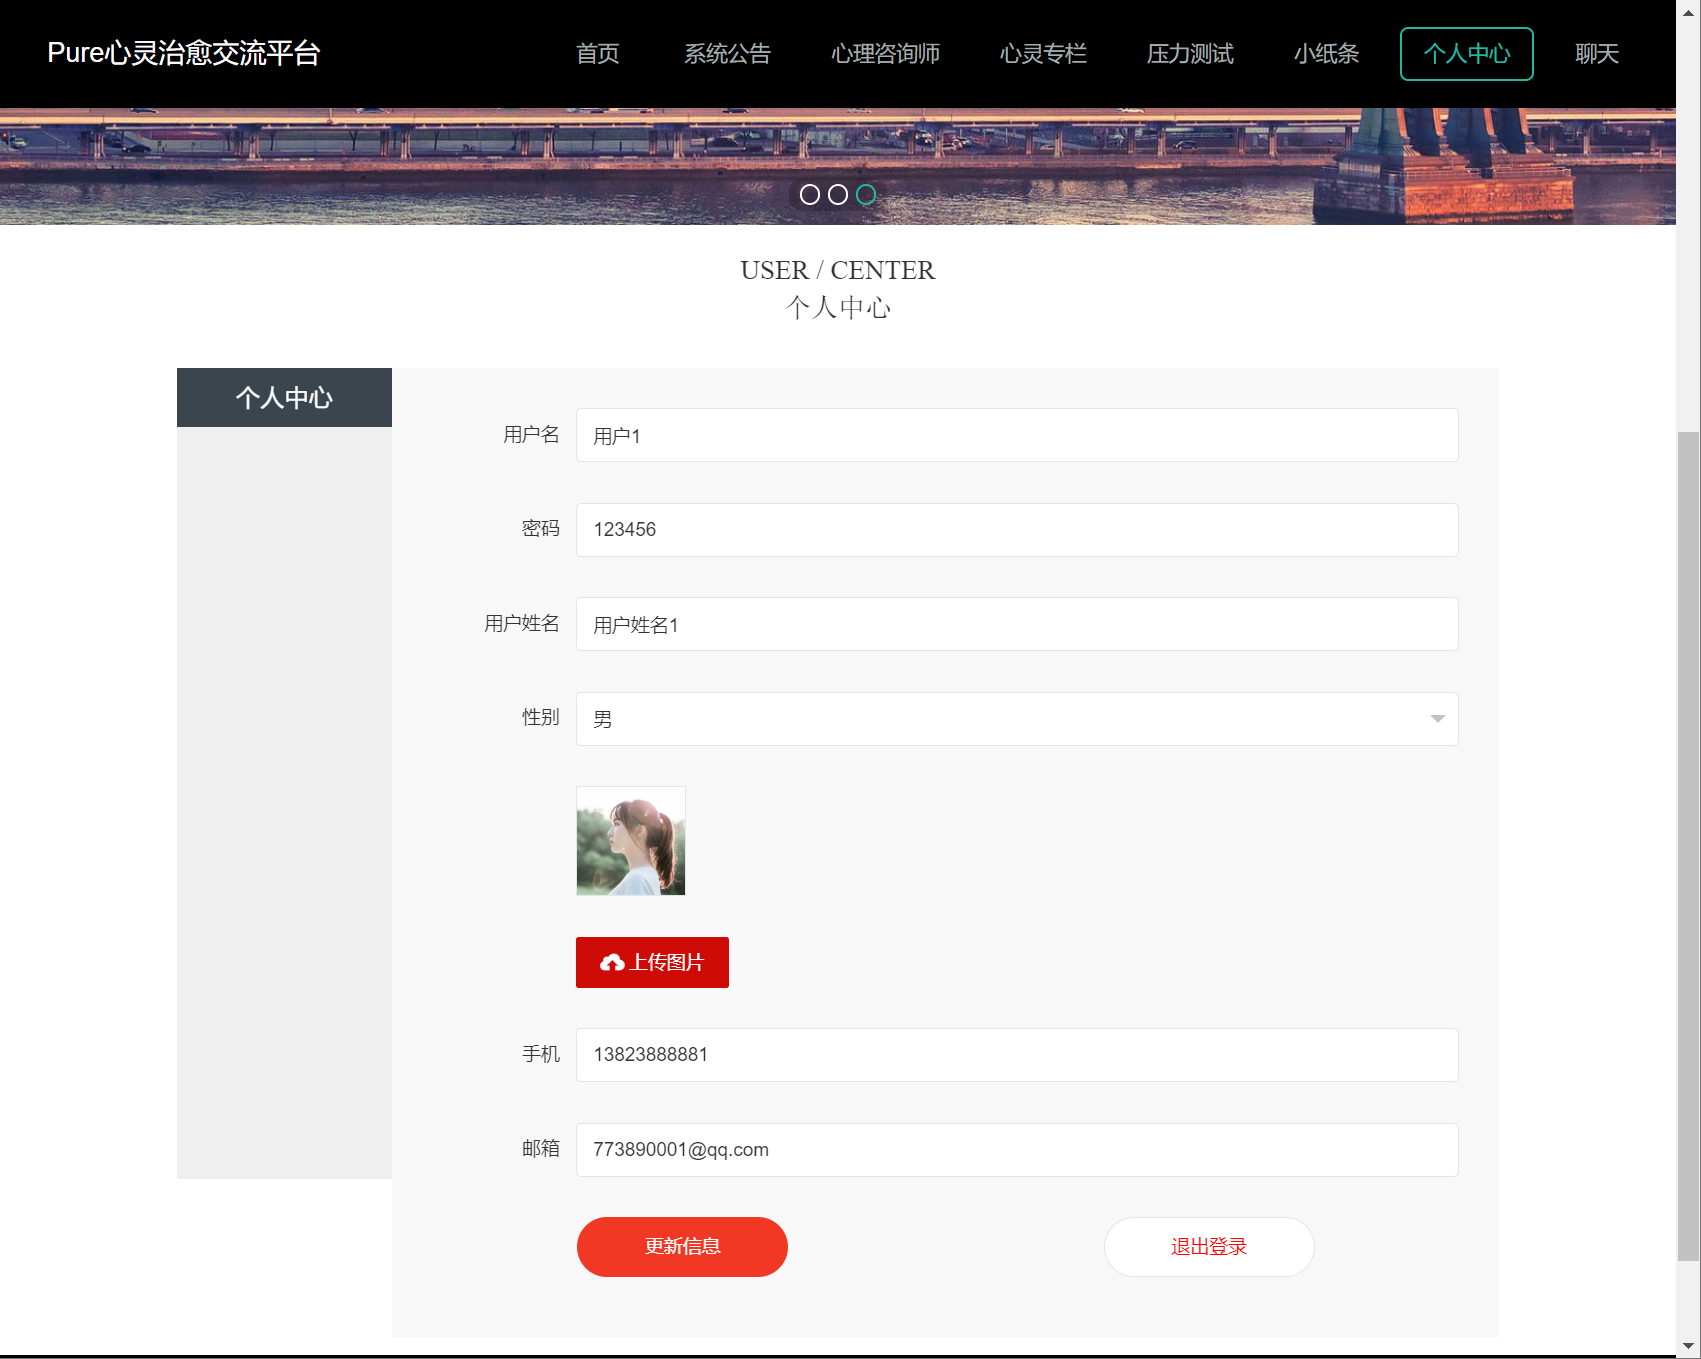 Pure心灵治愈交流平台
首页 系统公告 心理咨询师 心灵专栏 压力测试 小纸条 个人中心 聊天
USER / CENTER
个人中心
个人中心
用户名 用户1
密码 123456
用户姓名 用户姓名1
性别 男
上传图片
手机 13823888881
邮箱 773890001@qq.com
更新信息 退出登录